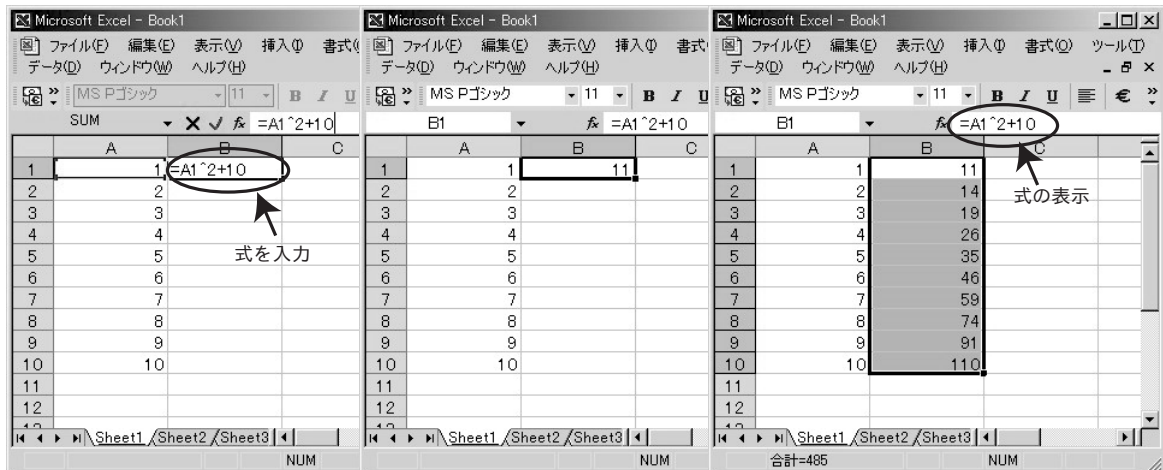 Microsoft Excel - Book1
ファイル(F) 編集(E) 表示(V) 挿入(I) 書式(
データ(D) ウィンドウ(W) ヘルプ(H)
MS Pゴシック 11 B I U
SUM =A1^2+10
A B C
1 1 =A1^2+10
2 2
3 3
4 4
5 5
6 6
7 7
8 8
9 9
10 10
11
12
式を入力
Sheet1 Sheet2 Sheet3
NUM
Microsoft Excel - Book1
ファイル(F) 編集(E) 表示(V) 挿入(I) 書式
データ(D) ウィンドウ(W) ヘルプ(H)
MS Pゴシック 11 B I U
B1 fx =A1^2+10
A B C
1 1 11
2 2
3 3
4 4
5 5
6 6
7 7
8 8
9 9
10 10
11
12
Sheet1 Sheet2 Sheet3
NUM
Microsoft Excel - Book1
ファイル(F) 編集(E) 表示(V) 挿入(I) 書式(O) ツール(T)
データ(D) ウィンドウ(W) ヘルプ(H)
MS Pゴシック 11 B I U €
B1 fx =A1^2+10
A B C
式の表示
1 1 11
2 2 14
3 3 19
4 4 26
5 5 35
6 6 46
7 7 59
8 8 74
9 9 91
10 10 110
11
12
Sheet1 Sheet2 Sheet3
合計=485 NUM